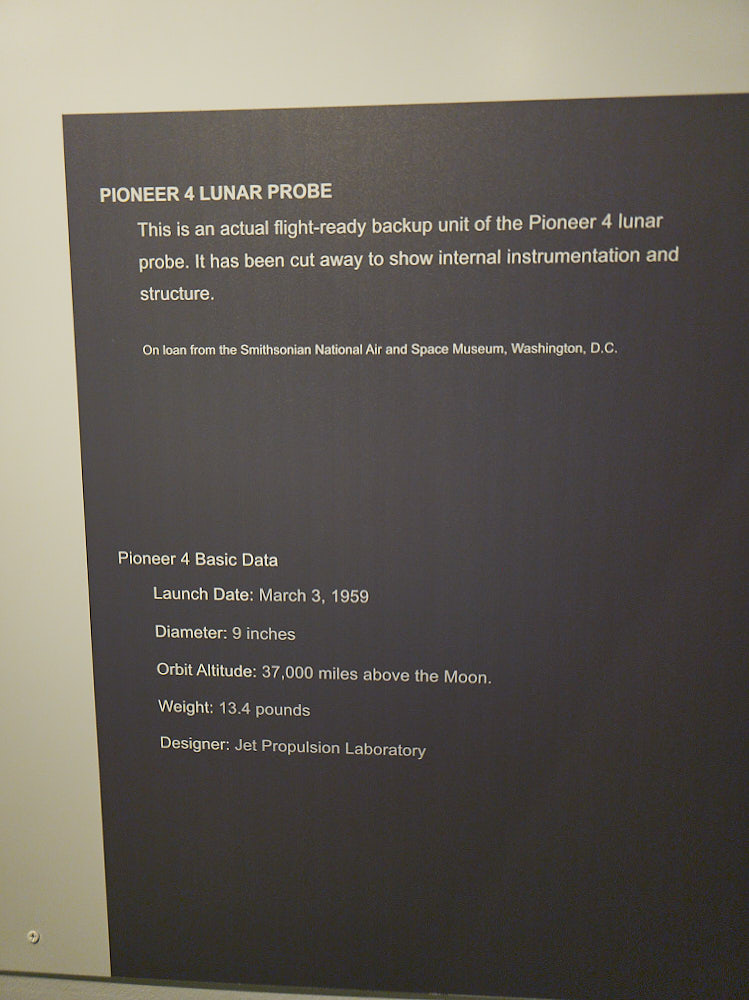 PIONEER 4 LUNAR PROBE
This is an actual flight-ready backup unit of the Pioneer 4 lunar
probe. It has been cut away to show internal instrumentation and
structure.
On loan from the Smithsonian National Air and Space Museum, Washington, D.C.
Pioneer 4 Basic Data
Launch Date: March 3, 1959
Diameter: 9 inches
Orbit Altitude: 37,000 miles above the Moon.
Weight: 13.4 pounds
Designer: Jet Propulsion Laboratory